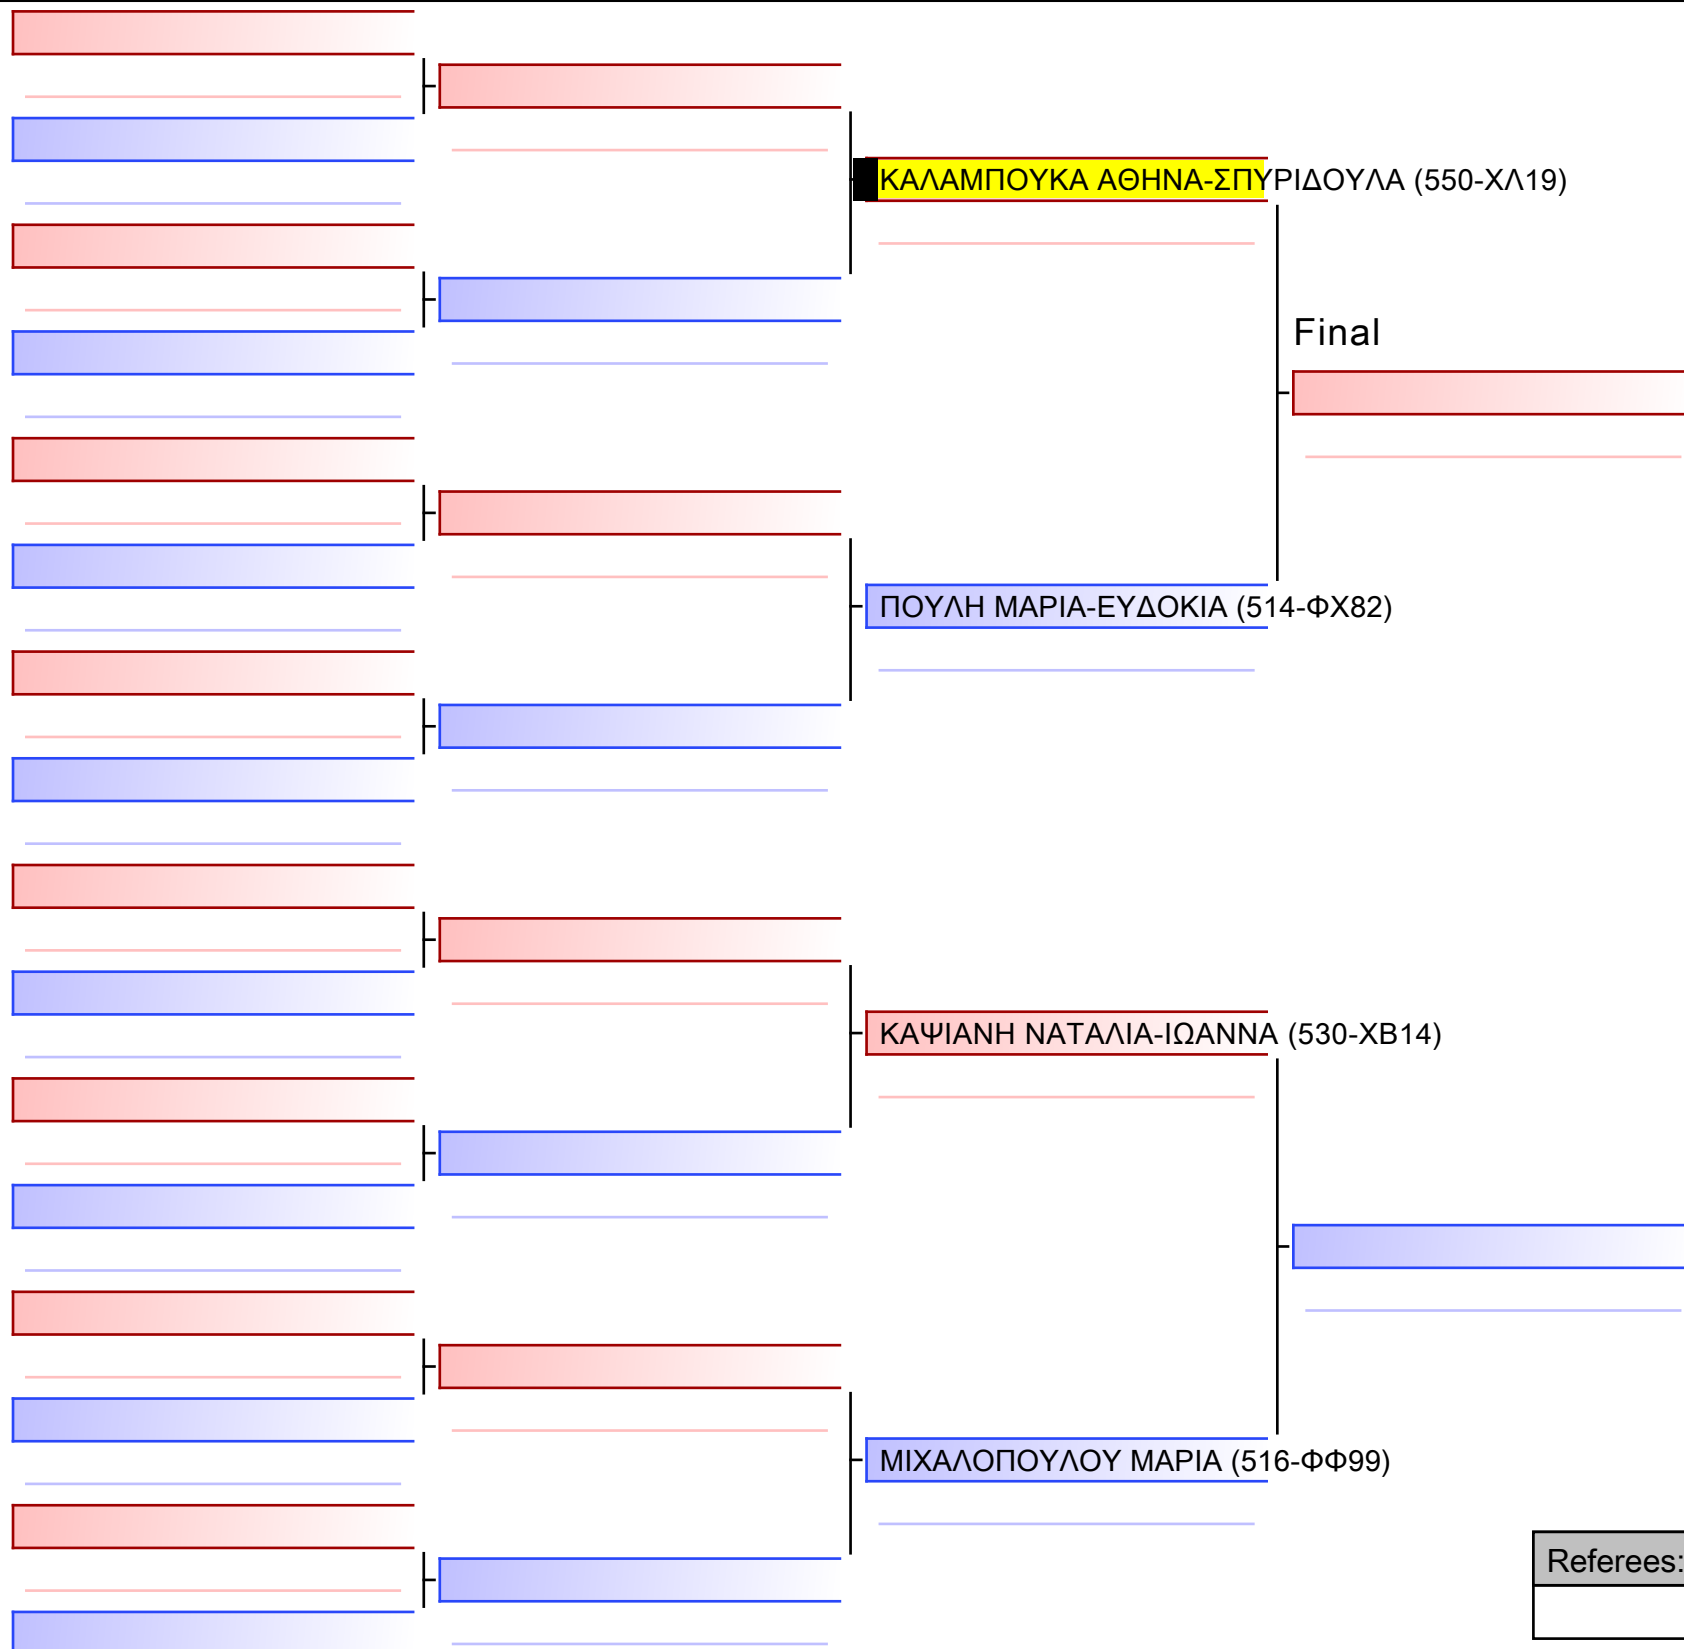 ΚΑΛΑΜΠΟΥΚΑ ΑΘΗΝΑ-ΣΠΥΡΙΔΟΥΛΑ (550-ΧΛ19)
Final
ΠΟΥΛΗ ΜΑΡΙΑ-ΕΥΔΟΚΙΑ (514-ΦΧ82)
ΚΑΨΙΑΝΗ ΝΑΤΑΛΙΑ-ΙΩΑΝΝΑ (530-ΧΒ14)
ΜΙΧΑΛΟΠΟΥΛΟΥ ΜΑΡΙΑ (516-ΦΦ99)
Referees: